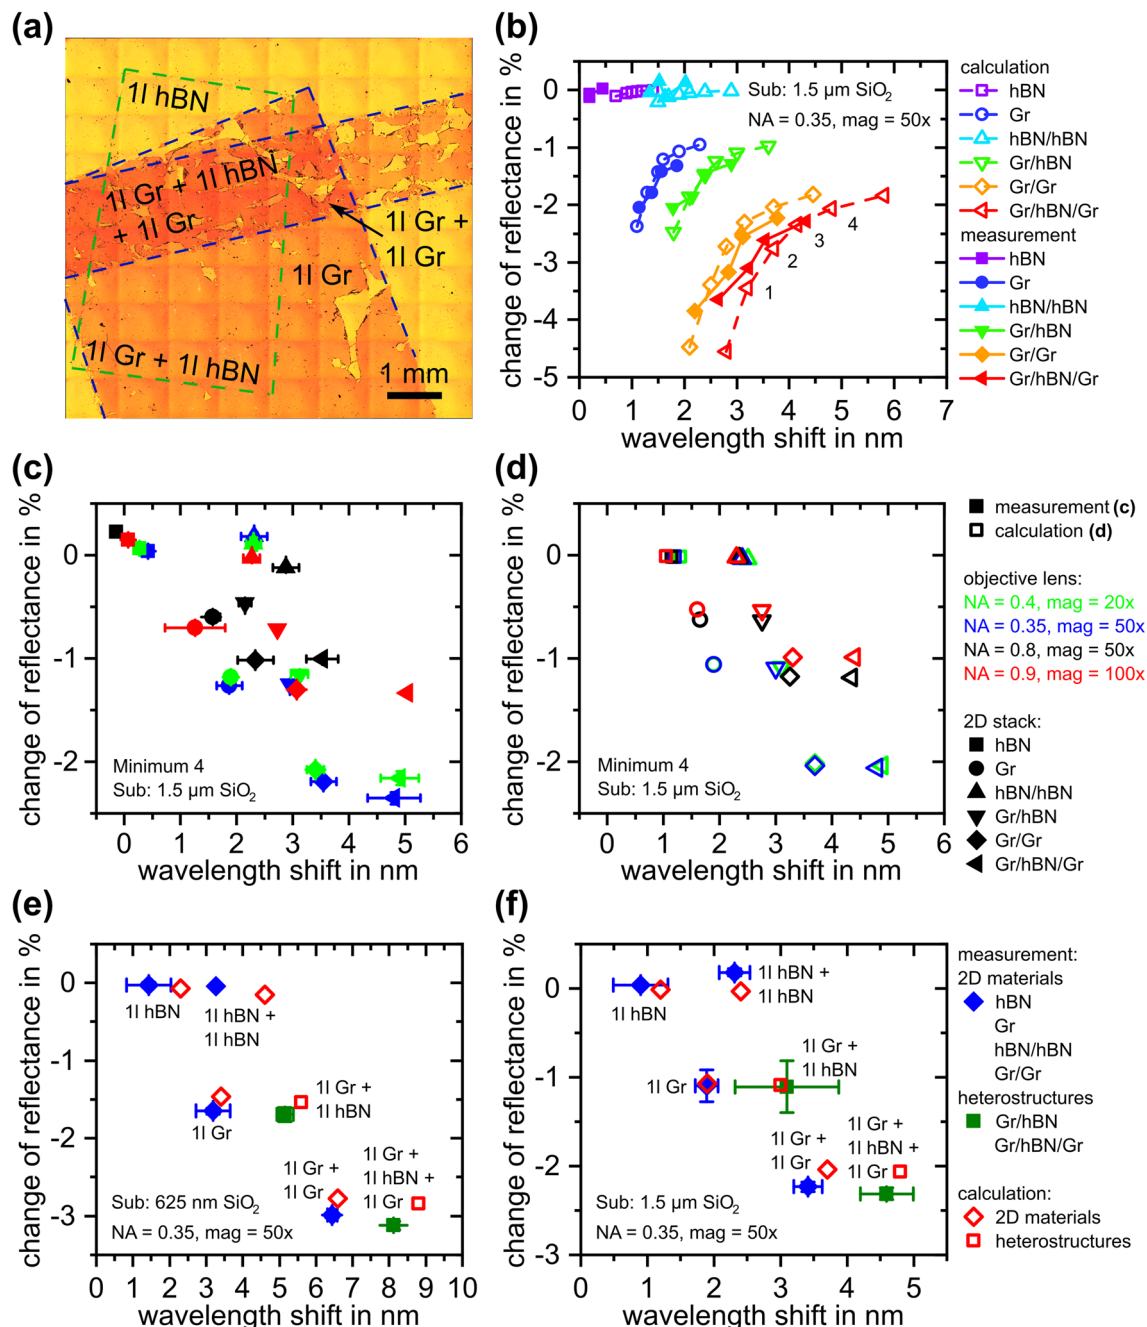 (a)
1l hBN
1l Gr + 1l hBN
+ 1l Gr
1l Gr +
1l Gr
1l Gr
1l Gr + 1l hBN
1 mm
(b)
change of reflectance in %
0
-1
-2
-3
-4
-5
Sub: 1.5 µm SiO₂
NA = 0.35, mag = 50x
1
2
3
4
0 1 2 3 4 5 6 7
wavelength shift in nm
calculation
hBN
Gr
hBN/hBN
Gr/hBN
Gr/Gr
Gr/hBN/Gr
measurement
hBN
Gr
hBN/hBN
Gr/hBN
Gr/Gr
Gr/hBN/Gr
(c)
change of reflectance in %
0
-1
-2
Minimum 4
Sub: 1.5 µm SiO₂
0 1 2 3 4 5 6
wavelength shift in nm
(d)
change of reflectance in %
0
-1
-2
Minimum 4
Sub: 1.5 µm SiO₂
0 1 2 3 4 5 6
wavelength shift in nm
measurement (c)
calculation (d)
objective lens:
NA = 0.4, mag = 20x
NA = 0.35, mag = 50x
NA = 0.8, mag = 50x
NA = 0.9, mag = 100x
2D stack:
hBN
Gr
hBN/hBN
Gr/hBN
Gr/Gr
Gr/hBN/Gr
(e)
change of reflectance in %
0
-1
-2
-3
1l hBN
1l hBN +
1l hBN
1l Gr
1l Gr +
1l hBN
1l Gr +
1l Gr
1l Gr +
1l hBN +
1l Gr
Sub: 625 nm SiO₂
NA = 0.35, mag = 50x
0 1 2 3 4 5 6 7 8 9 10
wavelength shift in nm
(f)
change of reflectance in %
0
-1
-2
-3
1l hBN
1l hBN +
1l hBN
1l Gr
1l Gr +
1l hBN
1l Gr +
1l Gr
1l Gr +
1l hBN +
1l Gr
Sub: 1.5 µm SiO₂
NA = 0.35, mag = 50x
0 1 2 3 4 5
wavelength shift in nm
measurement:
2D materials
hBN
Gr
hBN/hBN
Gr/Gr
heterostructures
Gr/hBN
Gr/hBN/Gr
calculation:
2D materials
heterostructures